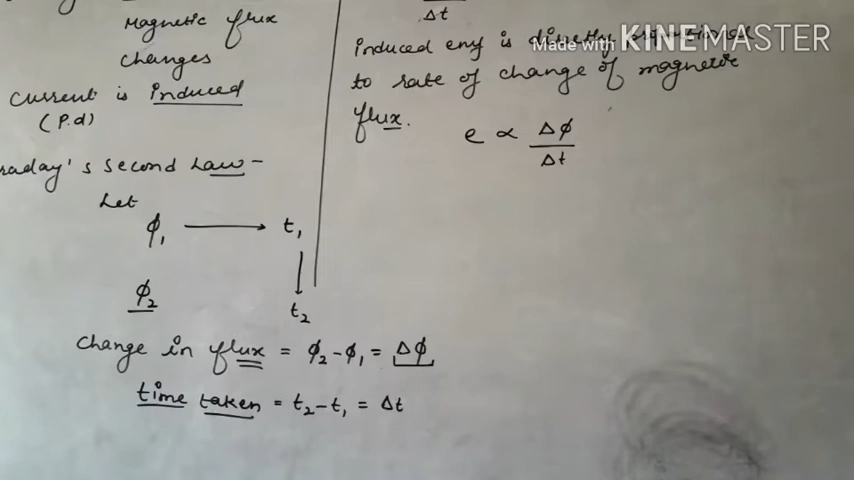 Magnetic flux
changes
current is induced
(P.d)
araday's second Law-
Let
ϕ₁ → t₁
↓
ϕ₂ t₂
change in flux = ϕ₂-ϕ₁ = Δϕ
time taken = t₂-t₁ = Δt
Δt
induced emf is directly proportional
to rate of change of magnetic
flux.
e ∝ Δϕ
Δt
Made with KINEMASTER